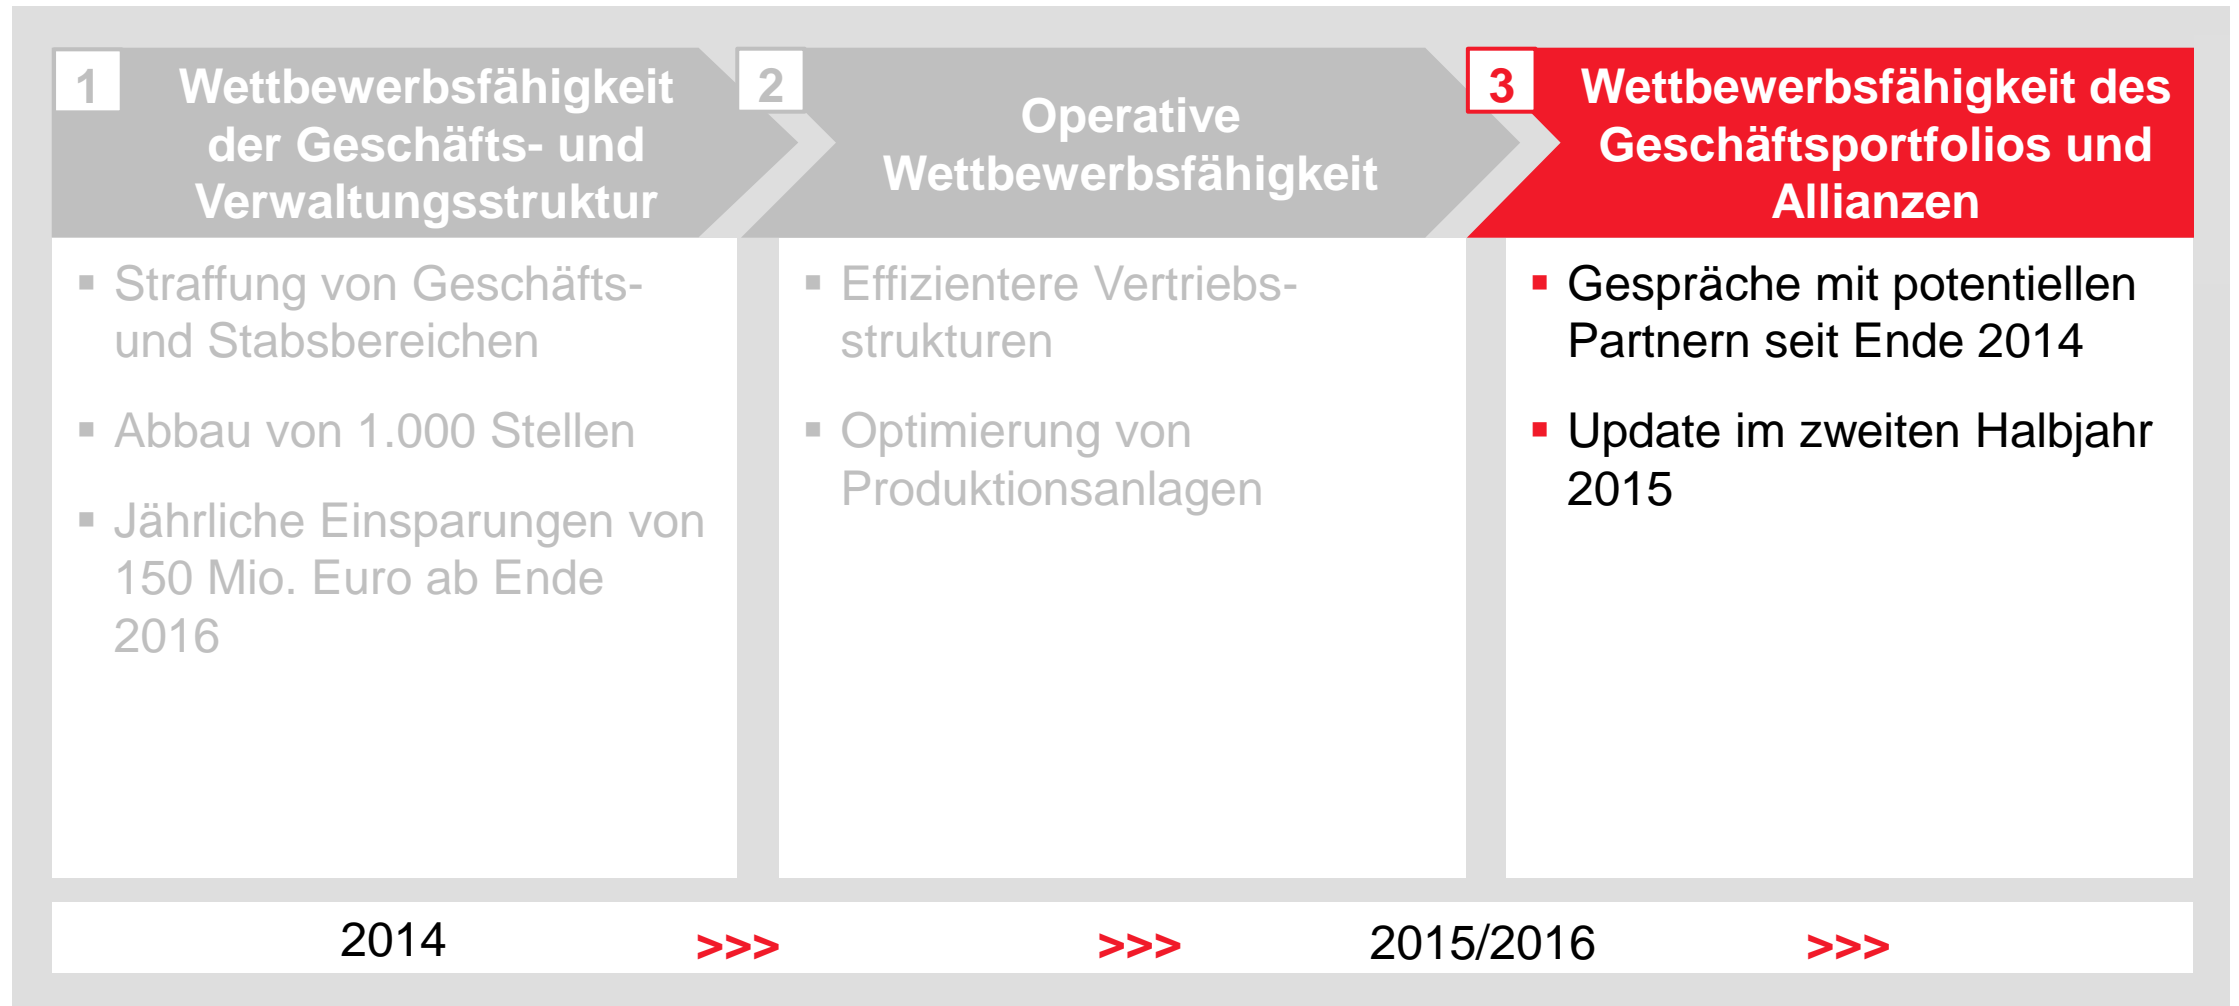 1
Wettbewerbsfähigkeit
der Geschäfts- und
Verwaltungsstruktur
Straffung von Geschäfts-
und Stabsbereichen
Abbau von 1.000 Stellen
Jährliche Einsparungen von
150 Mio. Euro ab Ende
2016
2
Operative
Wettbewerbsfähigkeit
Effizientere Vertriebs-
strukturen
Optimierung von
Produktionsanlagen
3
Wettbewerbsfähigkeit des
Geschäftsportfolios und
Allianzen
Gespräche mit potentiellen
Partnern seit Ende 2014
Update im zweiten Halbjahr
2015
2014 >>> >>> 2015/2016 >>>